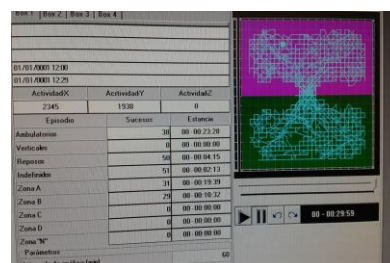 Box 1 | Box 2 | Box 3 | Box 4
01/01/0001 12:00
01/01/0001 12:29
ActividadX ActividadY ActividadZ
2345 1938 0
Episodio Sucesos Estancia
Ambulatorios 38 00-00:23:28
Verticales 0 00-00:00:00
Reposos 50 00-00:04:15
Indefinidos 51 00-00:02:13
Zona A 31 00-00:19:39
Zona B 29 00-00:10:32
Zona C 0 00-00:00:00
Zona D 0 00-00:00:00
Zona "N" 0 00-00:00:00
Parámetros
60
00 - 00:29:59